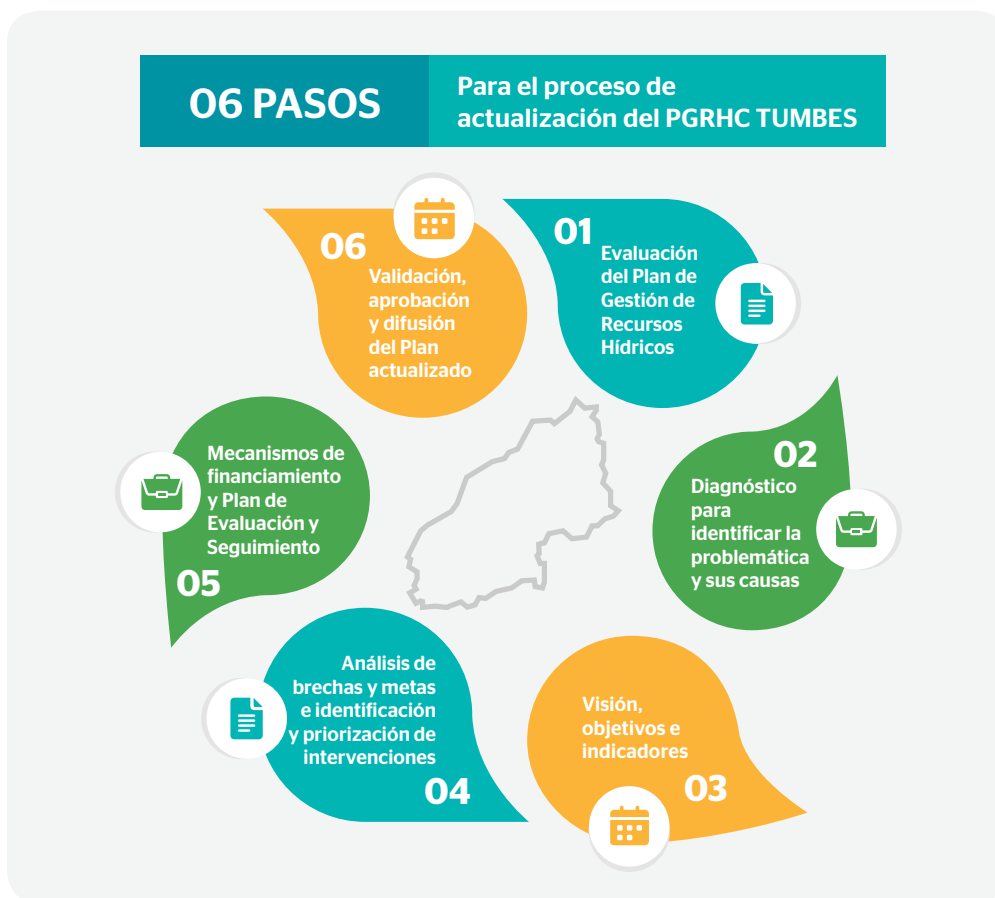 06 PASOS
Para el proceso de
actualización del PGRHC TUMBES
01
Evaluación
del Plan de
Gestión de
Recursos
Hídricos
02
Diagnóstico
para
identificar la
problemática
y sus causas
Visión,
objetivos e
indicadores
03
Análisis de
brechas y metas
e identificación
y priorización de
intervenciones
04
Mecanismos de
financiamiento
y Plan de
Evaluación y
Seguimiento
05
06
Validación,
aprobación
y difusión
del Plan
actualizado